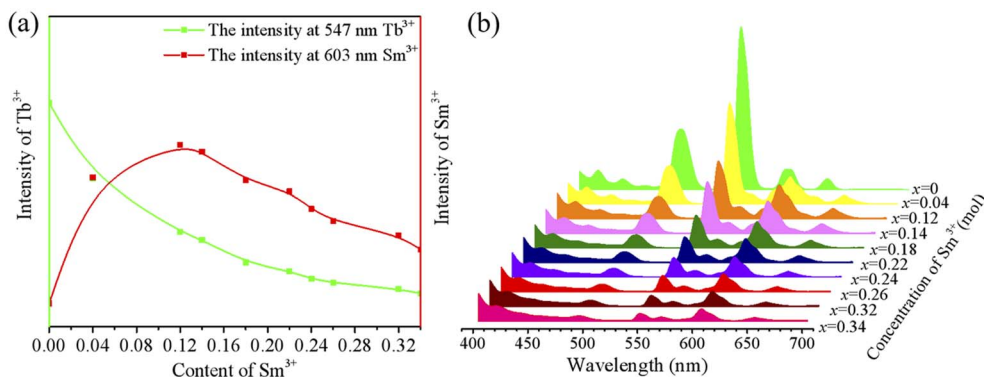 (a)
The intensity at 547 nm Tb³⁺
The intensity at 603 nm Sm³⁺
Intensity of Tb³⁺
Intensity of Sm³⁺
0.00 0.04 0.08 0.12 0.16 0.20 0.24 0.28 0.32
Content of Sm³⁺
(b)
x=0
x=0.04
x=0.12
x=0.14
x=0.18
x=0.22
x=0.24
x=0.26
x=0.32
x=0.34
Concentration of Sm³⁺(mol)
400 450 500 550 600 650 700
Wavelength (nm)